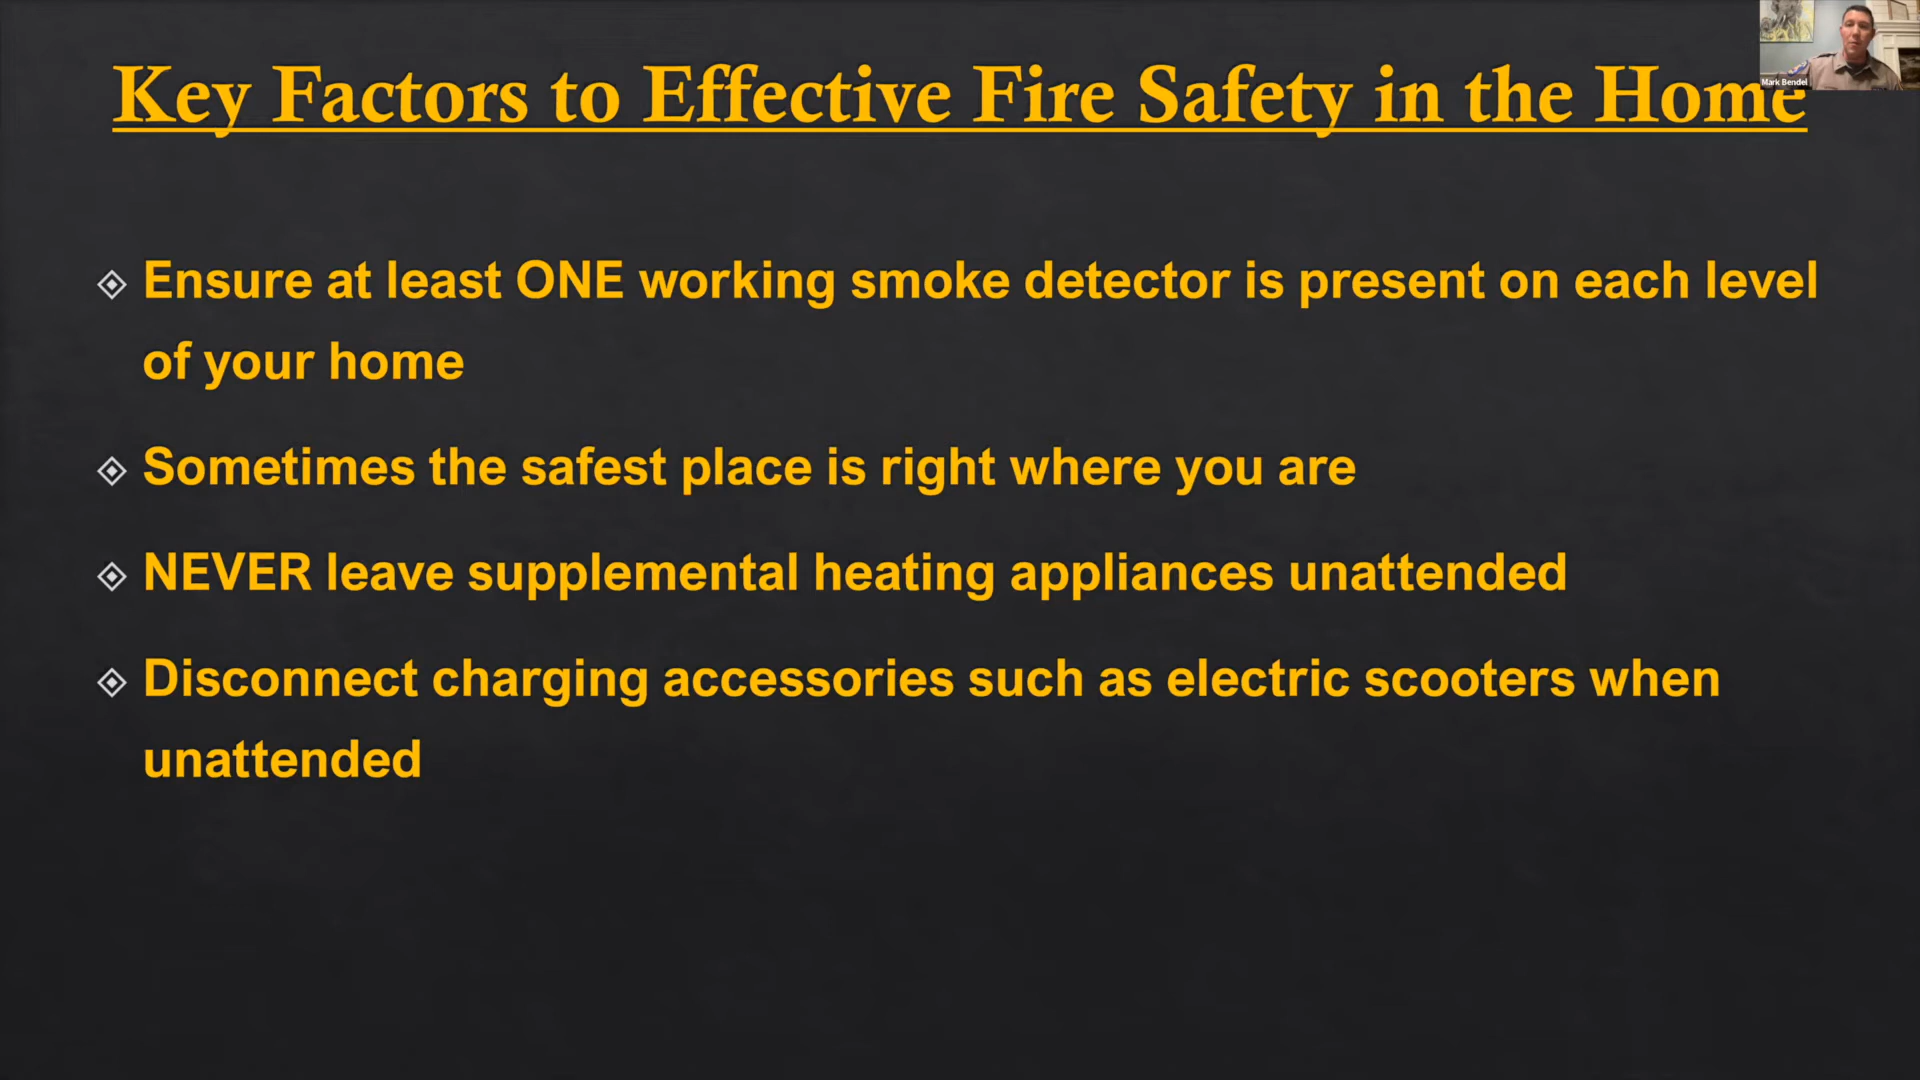 Key Factors to Effective Fire Safety in the Home
Mark Bendel
Ensure at least ONE working smoke detector is present on each level
of your home
Sometimes the safest place is right where you are
NEVER leave supplemental heating appliances unattended
Disconnect charging accessories such as electric scooters when
unattended